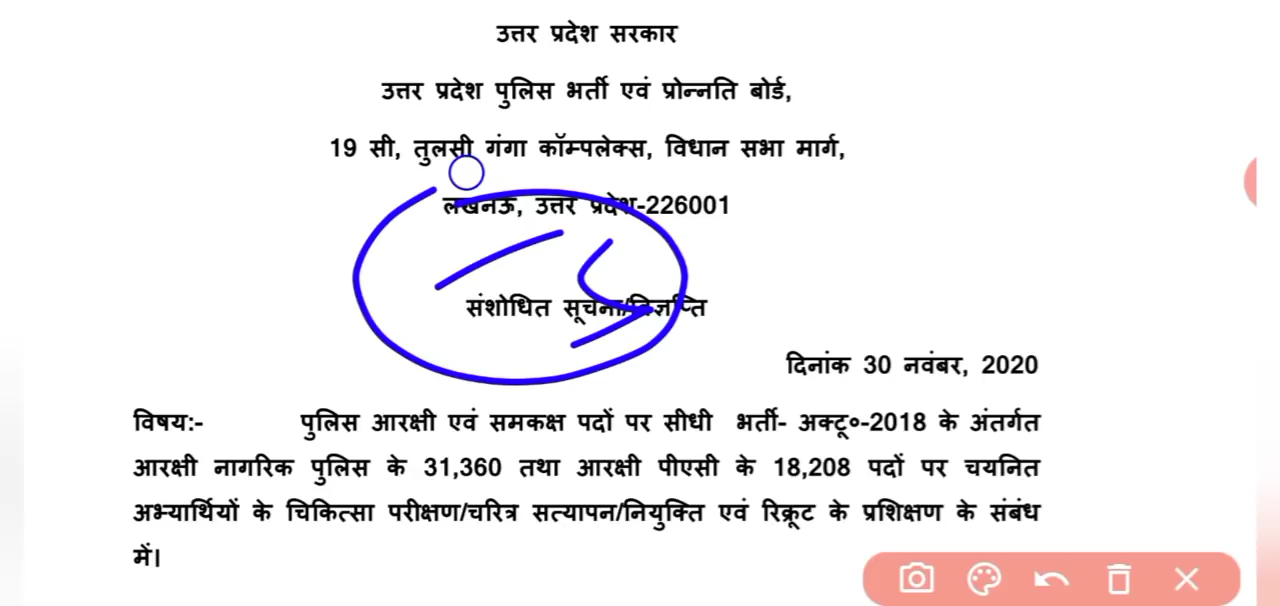 उत्तर प्रदेश सरकार
उत्तर प्रदेश पुलिस भर्ती एवं प्रोन्नति बोर्ड,
19 सी, तुलसी गंगा कॉम्पलेक्स, विधान सभा मार्ग,
लखनऊ, उत्तर प्रदेश-226001
संशोधित सूचना/विज्ञप्ति
दिनांक 30 नवंबर, 2020
विषय:- पुलिस आरक्षी एवं समकक्ष पदों पर सीधी भर्ती- अक्टू०-2018 के अंतर्गत
आरक्षी नागरिक पुलिस के 31,360 तथा आरक्षी पीएसी के 18,208 पदों पर चयनित
अभ्यार्थियों के चिकित्सा परीक्षण/चरित्र सत्यापन/नियुक्ति एवं रिक्रूट के प्रशिक्षण के संबंध
में।